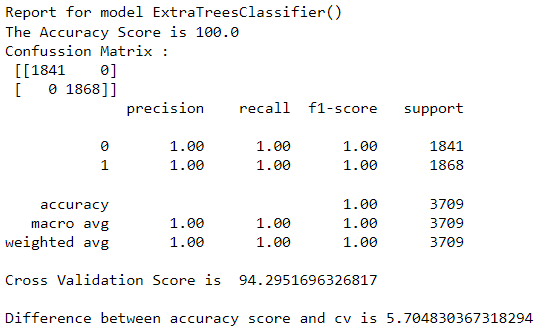 Report for model ExtraTreesClassifier()
The Accuracy Score is 100.0
Confussion Matrix :
 [[1841    0]
 [   0 1868]]
              precision    recall  f1-score   support

           0       1.00      1.00      1.00      1841
           1       1.00      1.00      1.00      1868

    accuracy                           1.00      3709
   macro avg       1.00      1.00      1.00      3709
weighted avg       1.00      1.00      1.00      3709

Cross Validation Score is  94.2951696326817

Difference between accuracy score and cv is 5.704830367318294